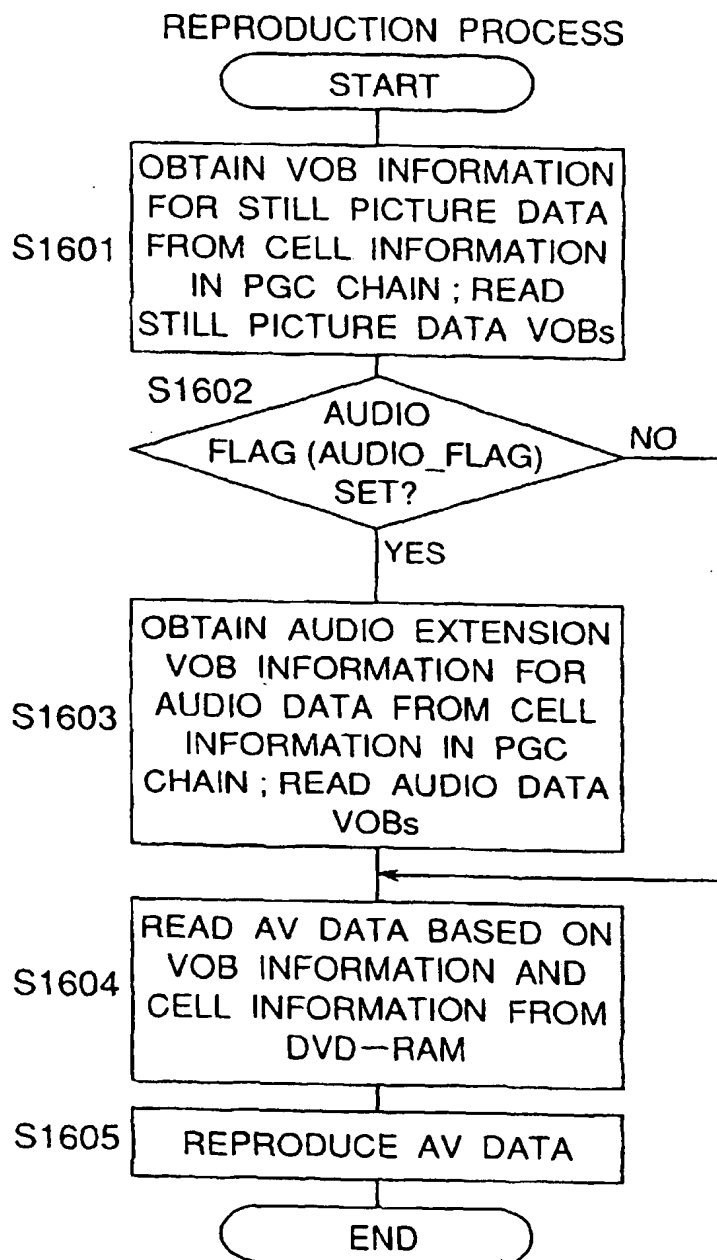 REPRODUCTION PROCESS
START
S1601
OBTAIN VOB INFORMATION
FOR STILL PICTURE DATA
FROM CELL INFORMATION
IN PGC CHAIN ; READ
STILL PICTURE DATA VOBs
S1602
AUDIO
FLAG (AUDIO_FLAG)
SET?
NO
YES
S1603
OBTAIN AUDIO EXTENSION
VOB INFORMATION FOR
AUDIO DATA FROM CELL
INFORMATION IN PGC
CHAIN ; READ AUDIO DATA
VOBs
S1604
READ AV DATA BASED ON
VOB INFORMATION AND
CELL INFORMATION FROM
DVD—RAM
S1605
REPRODUCE AV DATA
END